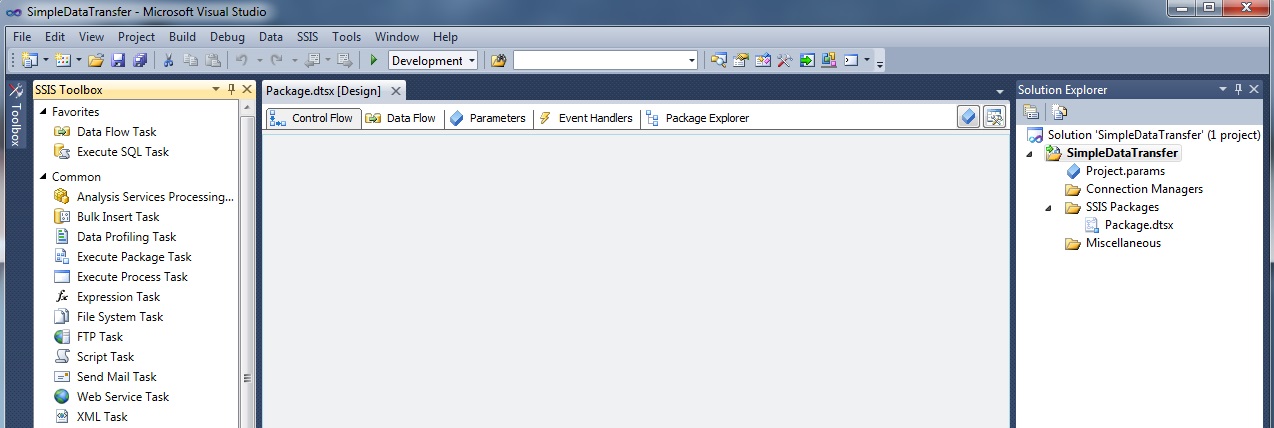 SimpleDataTransfer - Microsoft Visual Studio
File Edit View Project Build Debug Data SSIS Tools Window Help
Development
Toolbox
SSIS Toolbox
Favorites
Data Flow Task
Execute SQL Task
Common
Analysis Services Processing...
Bulk Insert Task
Data Profiling Task
Execute Package Task
Execute Process Task
Expression Task
File System Task
FTP Task
Script Task
Send Mail Task
Web Service Task
XML Task
Package.dtsx [Design]
Control Flow Data Flow Parameters Event Handlers Package Explorer
Solution Explorer
Solution 'SimpleDataTransfer' (1 project)
SimpleDataTransfer
Project.params
Connection Managers
SSIS Packages
Package.dtsx
Miscellaneous